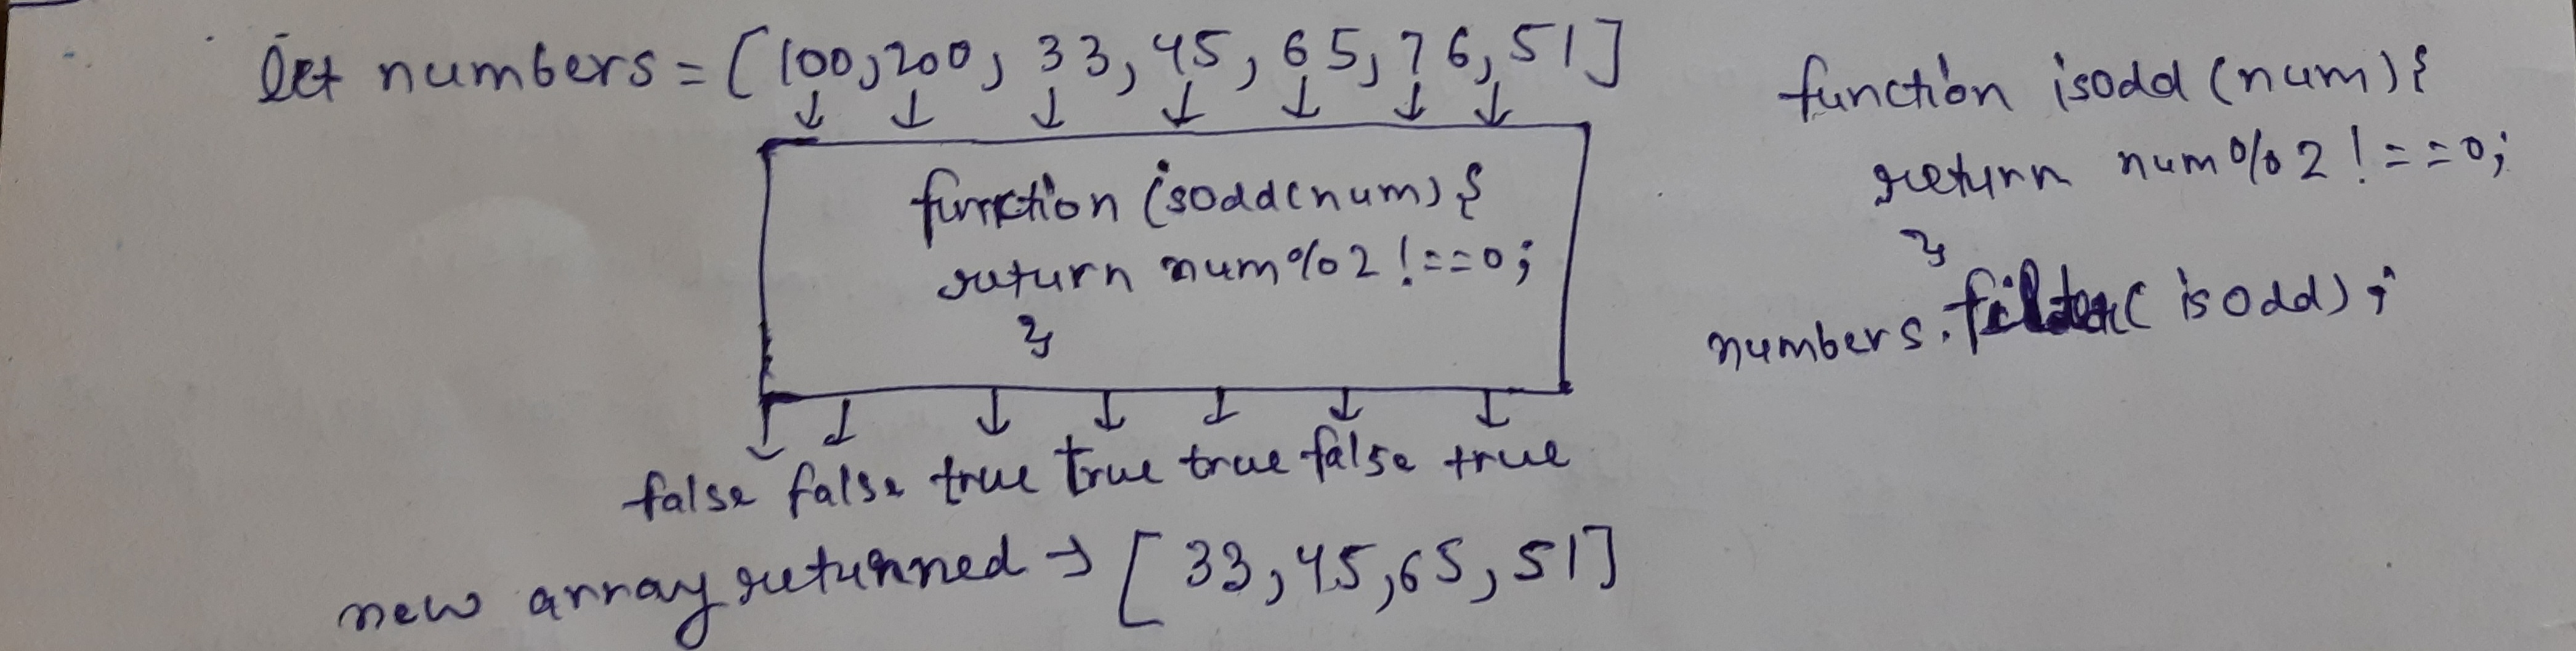 let numbers = [100, 200, 33, 45, 65, 76, 51]
function (isodd(num) {
return num % 2 !== 0;
}
false false true true true false true
new array returned → [33, 45, 65, 51]
function isodd (num) {
return num % 2 !== 0;
}
numbers.filter( isOdd) ;